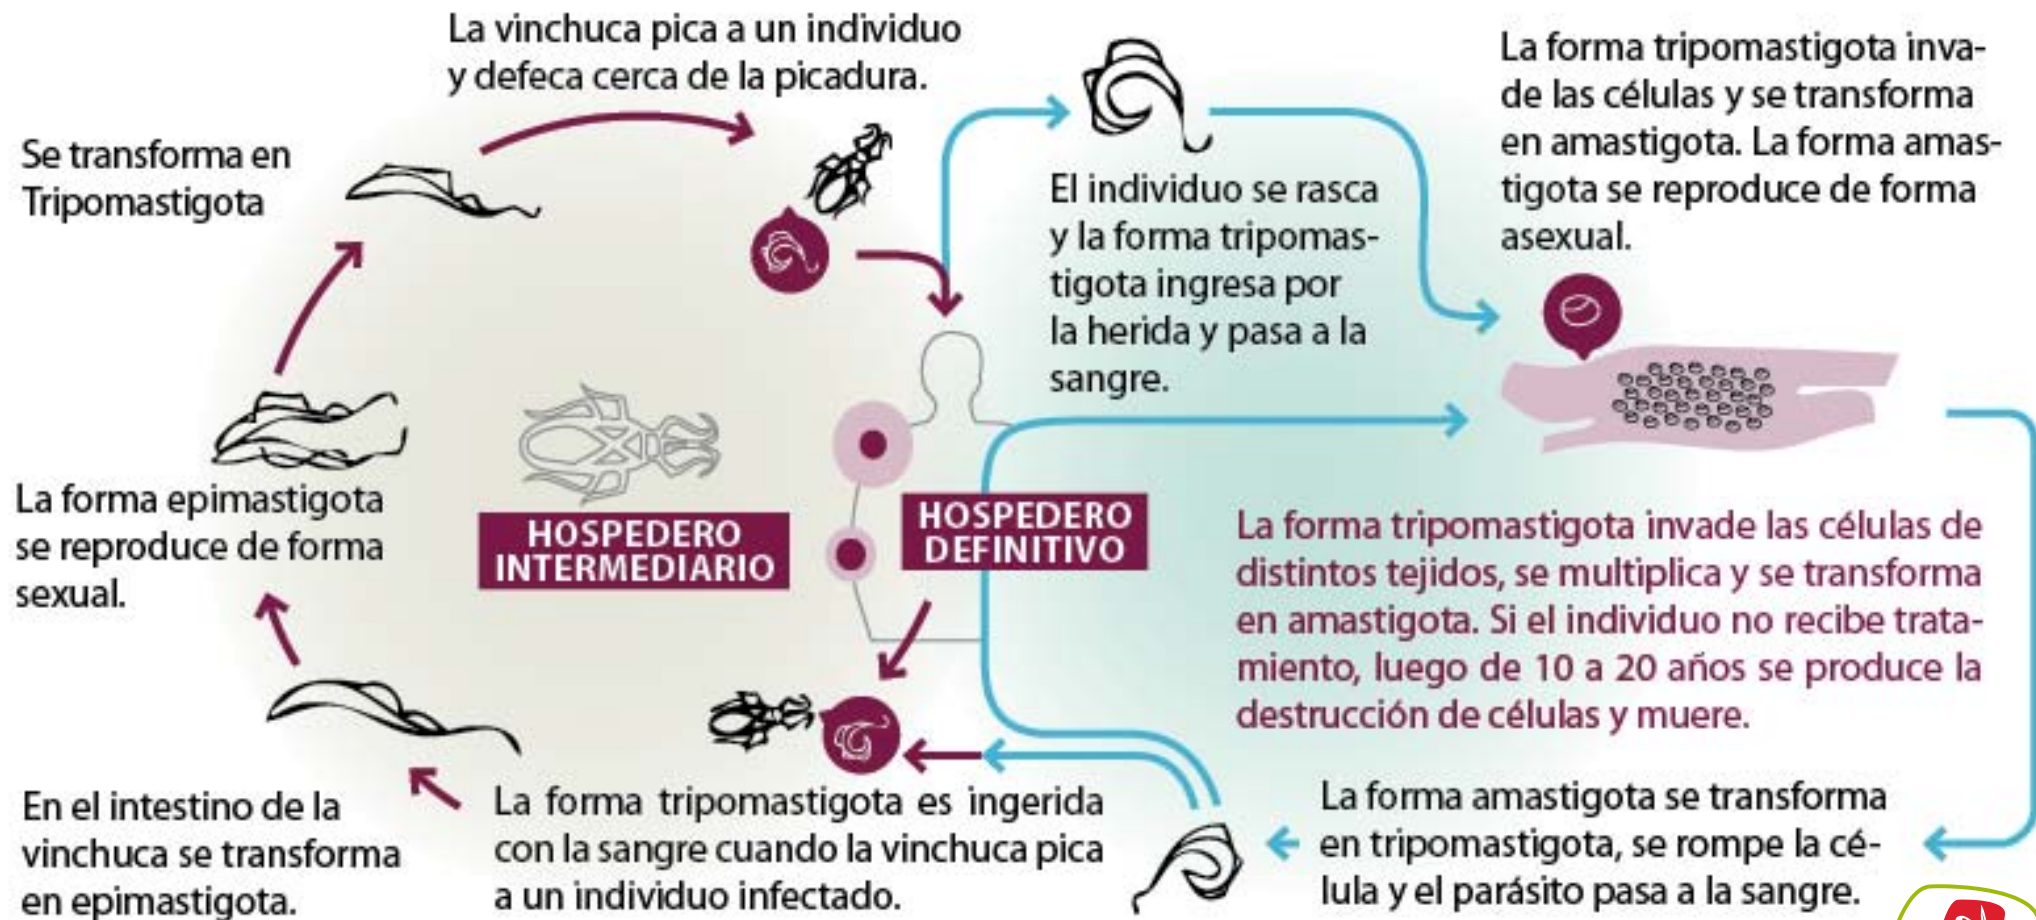 La vinchuca pica a un individuo
y defeca cerca de la picadura.
Se transforma en
Tripomastigota
La forma epimastigota
se reproduce de forma
sexual.
En el intestino de la
vinchuca se transforma
en epimastigota.
HOSPEDERO
INTERMEDIARIO
HOSPEDERO
DEFINITIVO
La forma tripomastigota es ingerida
con la sangre cuando la vinchuca pica
a un individuo infectado.
El individuo se rasca
y la forma tripomas-
tigota ingresa por
la herida y pasa a la
sangre.
La forma tripomastigota inva-
de las células y se transforma
en amastigota. La forma amas-
tigota se reproduce de forma
asexual.
La forma tripomastigota invade las células de
distintos tejidos, se multiplica y se transforma
en amastigota. Si el individuo no recibe trata-
miento, luego de 10 a 20 años se produce la
destrucción de células y muere.
La forma amastigota se transforma
en tripomastigota, se rompe la cé-
lula y el parásito pasa a la sangre.